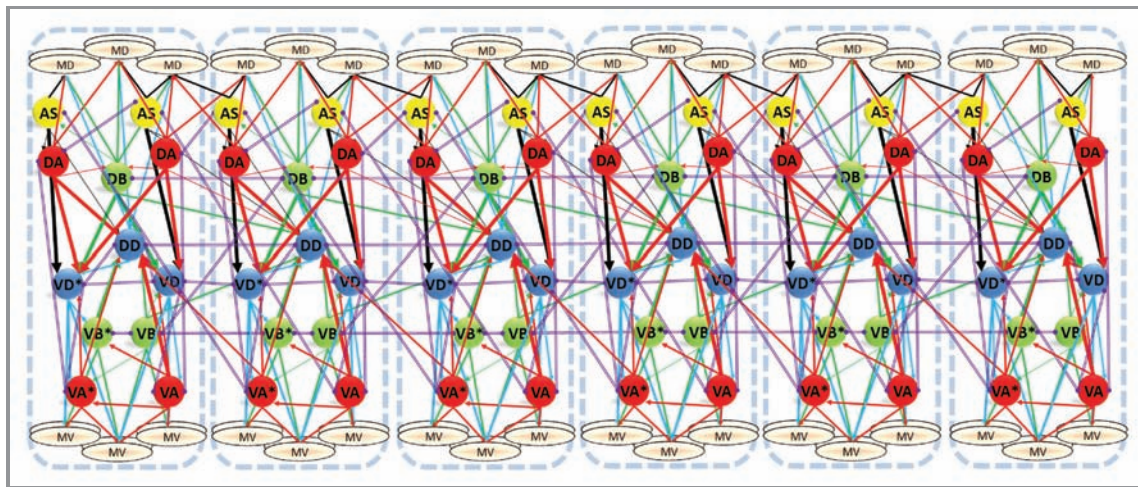 MD MD MD MD MD MD
MD MD MD MD MD MD MD MD MD MD MD MD
AS AS AS AS AS AS AS AS AS AS AS AS
DA DA DA DA DA DA DA DA DA DA DA DA
DB DB DB DB DB DB
DD DD DD DD DD DD
VD* VD VD* VD VD* VD VD* VD VD* VD VD* VD
VB* VB VB* VB VB* VB VB* VB VB* VB VB* VB
VA* VA VA* VA VA* VA VA* VA VA* VA VA* VA
MV MV MV MV MV MV MV MV MV MV MV MV
MV MV MV MV MV MV